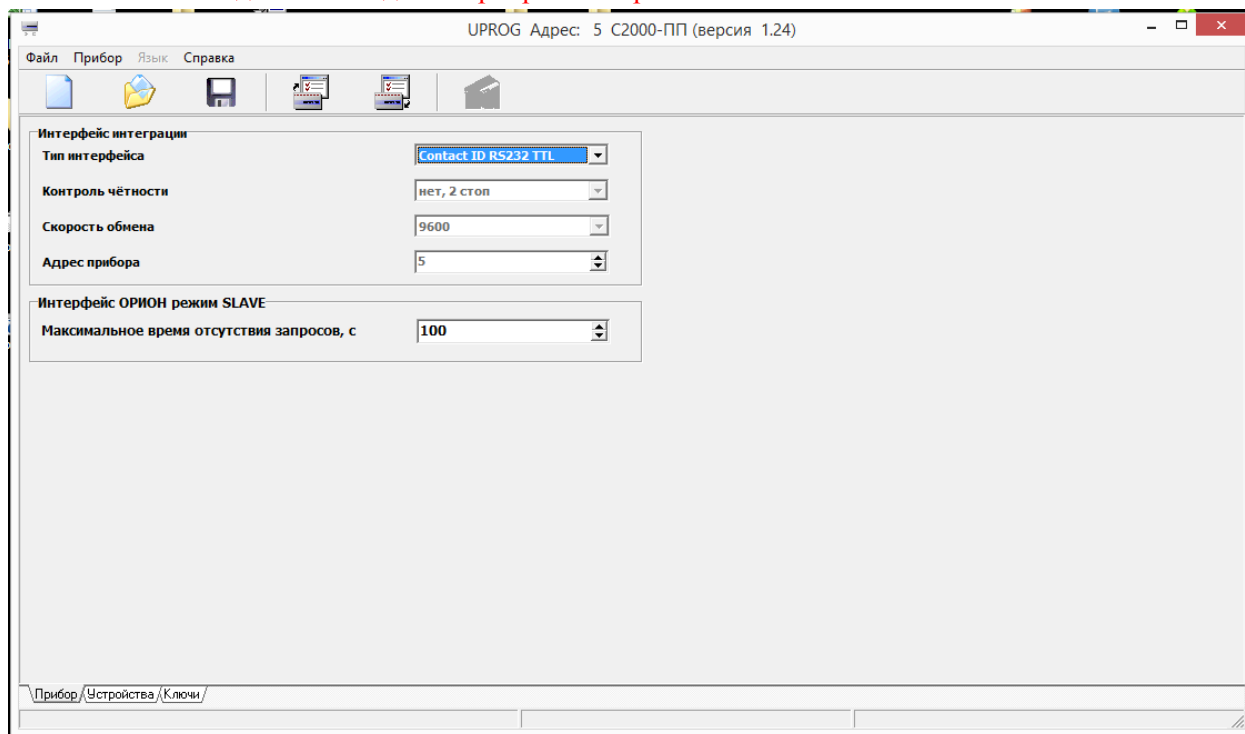 UPROG Адрес: 5 С2000-ПП (версия 1.24)
Файл Прибор Язык Справка
Интерфейс интеграции
Тип интерфейса Contact ID RS232 TTL
Контроль чётности нет, 2 стоп
Скорость обмена 9600
Адрес прибора 5
Интерфейс ОРИОН режим SLAVE
Максимальное время отсутствия запросов, с 100
Прибор Устройства Ключи